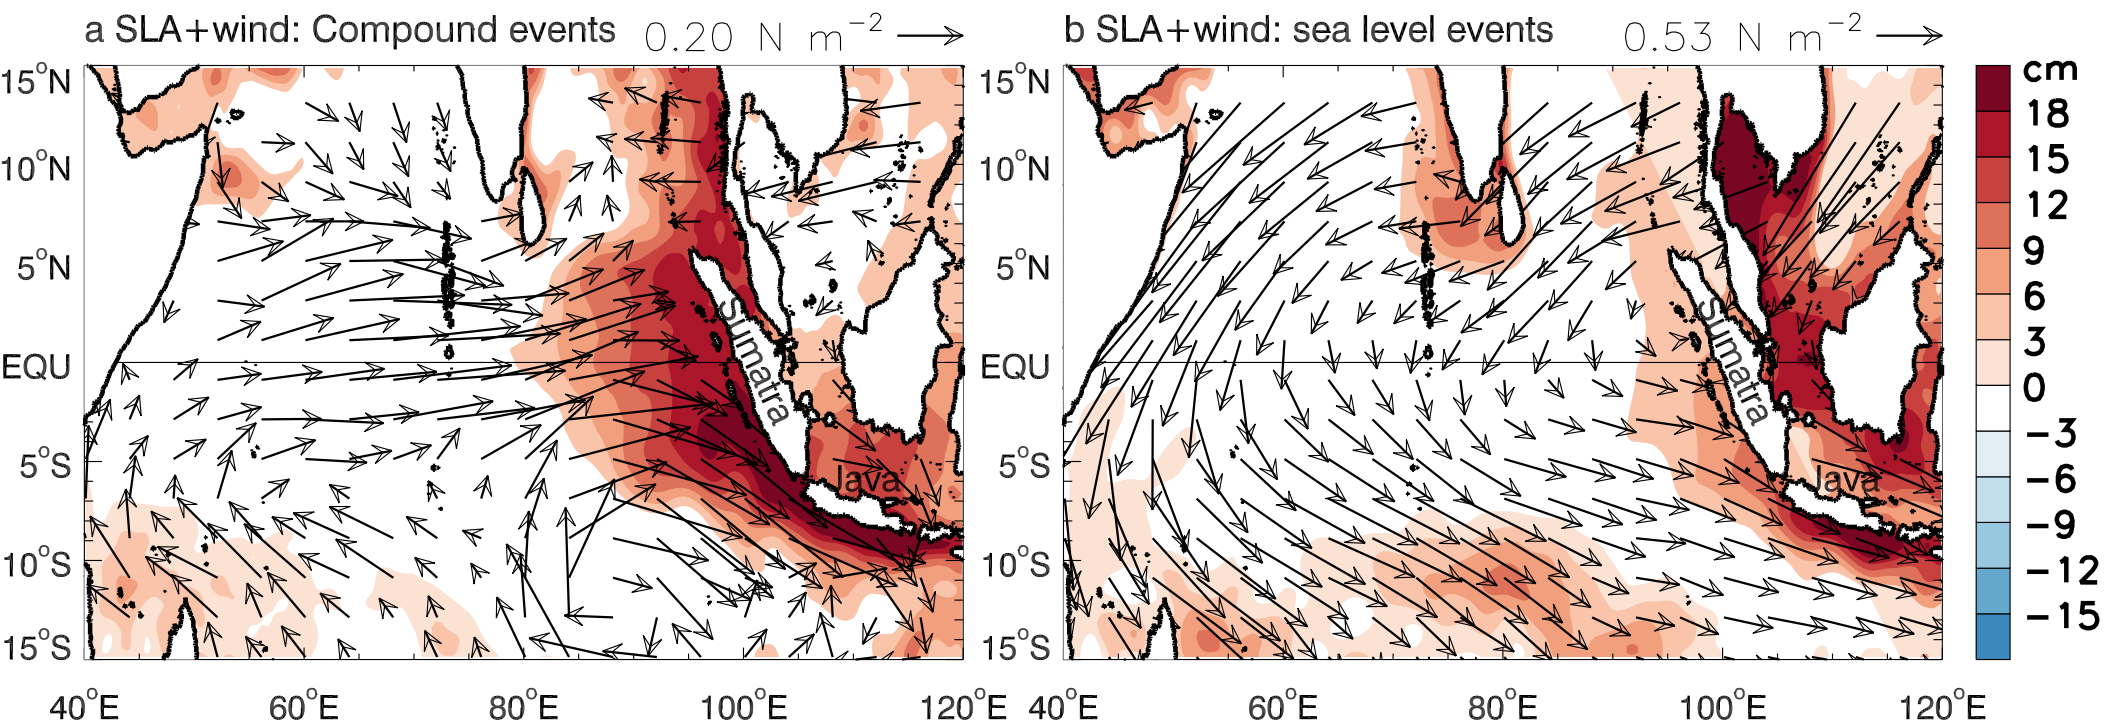 a SLA+wind: Compound events 0.20 N m⁻² b SLA+wind: sea level events 0.53 N m⁻²
15°N 15°N cm
18
10°N 10°N 15
12
5°N 5°N 9
6
Sumatra Sumatra 3
EQU EQU 0
-3
5°S Java 5°S Java -6
-9
10°S 10°S -12
-15
15°S 15°S
40°E 60°E 80°E 100°E 120°E 40°E 60°E 80°E 100°E 120°E